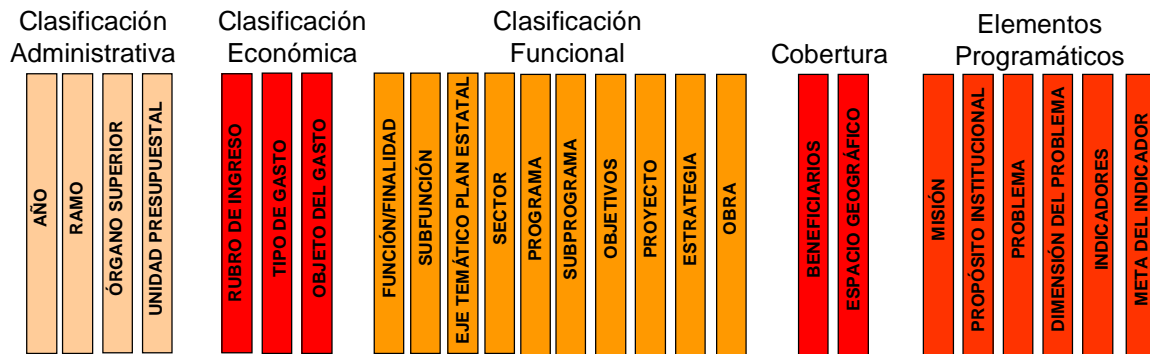 Clasificación
Administrativa
Clasificación
Económica
Clasificación
Funcional
Cobertura
Elementos
Programáticos
AÑO
RAMO
ÓRGANO SUPERIOR
UNIDAD PRESUPUESTAL
RUBRO DE INGRESO
TIPO DE GASTO
OBJETO DEL GASTO
FUNCIÓN/FINALIDAD
SUBFUNCIÓN
EJE TEMÁTICO PLAN ESTATAL
SECTOR
PROGRAMA
SUBPROGRAMA
OBJETIVOS
PROYECTO
ESTRATEGIA
OBRA
BENEFICIARIOS
ESPACIO GEOGRÁFICO
MISIÓN
PROPÓSITO INSTITUCIONAL
PROBLEMA
DIMENSIÓN DEL PROBLEMA
INDICADORES
META DEL INDICADOR